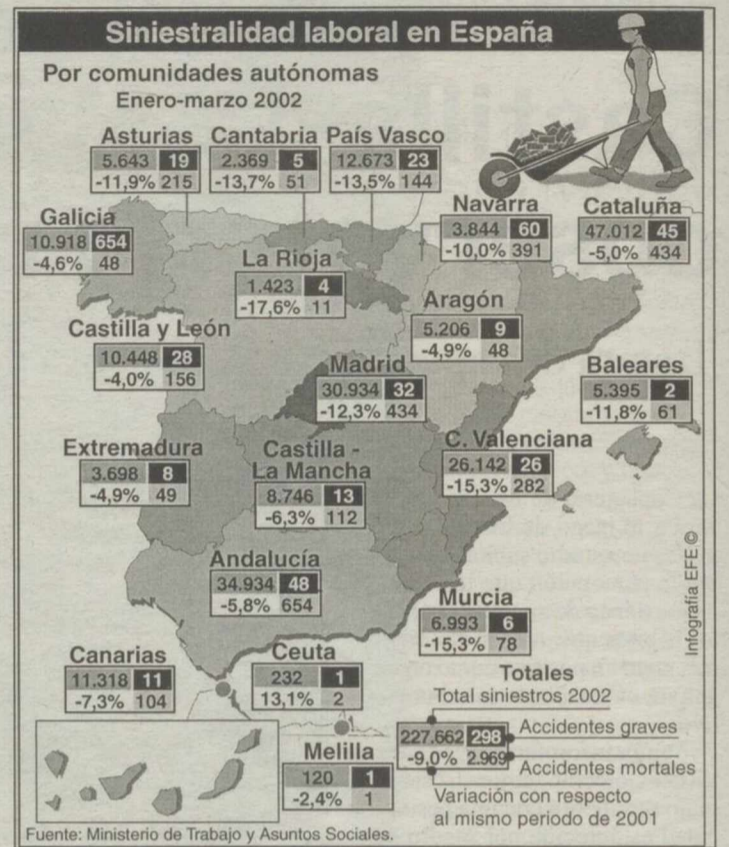 Siniestralidad laboral en España
Por comunidades autónomas
Enero-marzo 2002
Asturias
5.643 19
-11,9% 215
Cantabria
2.369 5
-13,7% 51
País Vasco
12.673 23
-13,5% 144
Galicia
10.918 654
-4,6% 48
Navarra
3.844 60
-10,0% 391
Cataluña
47.012 45
-5,0% 434
La Rioja
1.423 4
-17,6% 11
Aragón
5.206 9
-4,9% 48
Castilla y León
10.448 28
-4,0% 156
Madrid
30.934 32
-12,3% 434
Baleares
5.395 2
-11,8% 61
Extremadura
3.698 8
-4,9% 49
Castilla -
La Mancha
8.746 13
-6,3% 112
C. Valenciana
26.142 26
-15,3% 282
Andalucía
34.934 48
-5,8% 654
Murcia
6.993 6
-15,3% 78
Canarias
11.318 11
-7,3% 104
Ceuta
232 1
13,1% 2
Melilla
120 1
-2,4% 1
Totales
Total siniestros 2002
227.662 298
-9,0% 2.969
Accidentes graves
Accidentes mortales
Variación con respecto
al mismo periodo de 2001
Infografía EFE ©
Fuente: Ministerio de Trabajo y Asuntos Sociales.